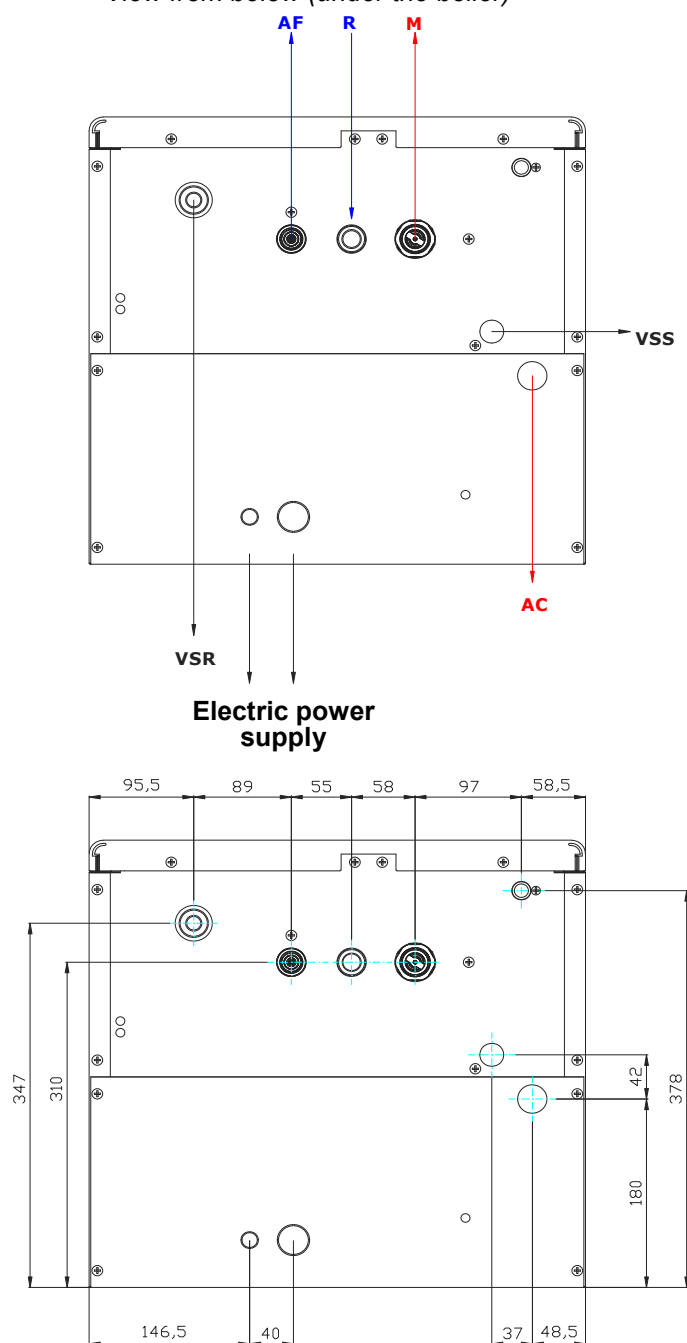 View from below (under the boiler)
AF R M
VSS
AC
VSR
Electric power
supply
95,5 89 55 58 97 58,5
347
310
42
378
180
146,5 40 37 48,5